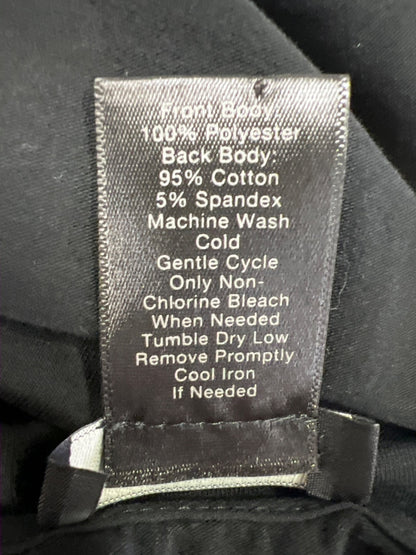 Front Body:
100% Polyester
Back Body:
95% Cotton
5% Spandex
Machine Wash
Cold
Gentle Cycle
Only Non-
Chlorine Bleach
When Needed
Tumble Dry Low
Remove Promptly
Cool Iron
If Needed